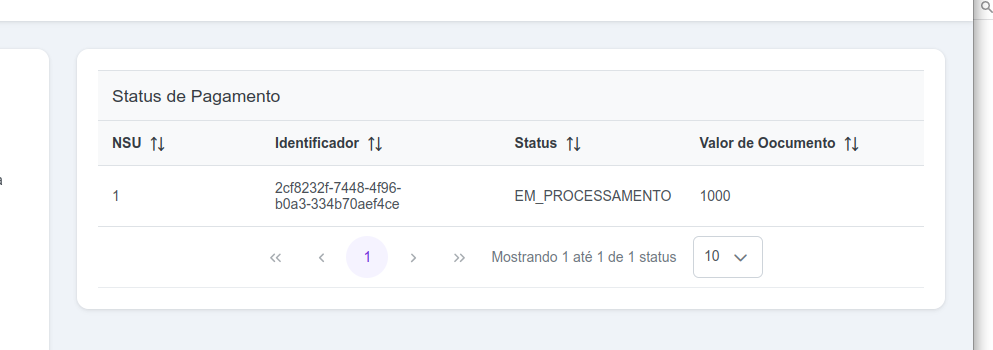 Status de Pagamento
NSU Identificador Status Valor de Oocumento
1 2cf8232f-7448-4f96-
b0a3-334b70aef4ce EM_PROCESSAMENTO 1000
« ‹ 1 › » Mostrando 1 até 1 de 1 status 10